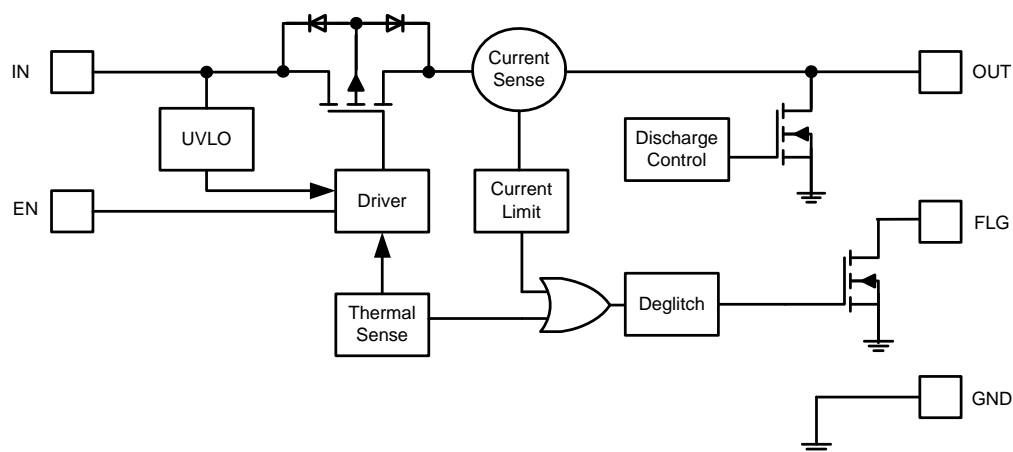 IN
Current
Sense
OUT
UVLO
Discharge
Control
EN
Driver
Current
Limit
FLG
Thermal
Sense
Deglitch
GND